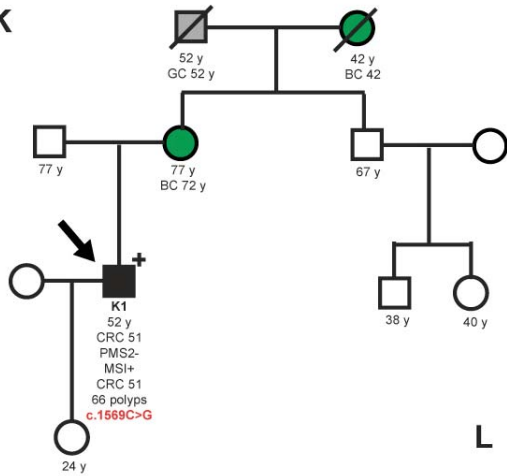 K
52 y
GC 52 y
42 y
BC 42
77 y
77 y
BC 72 y
67 y
+
K1
52 y
CRC 51
PMS2-
MSI+
CRC 51
66 polyps
c.1569C>G
38 y
40 y
24 y
L